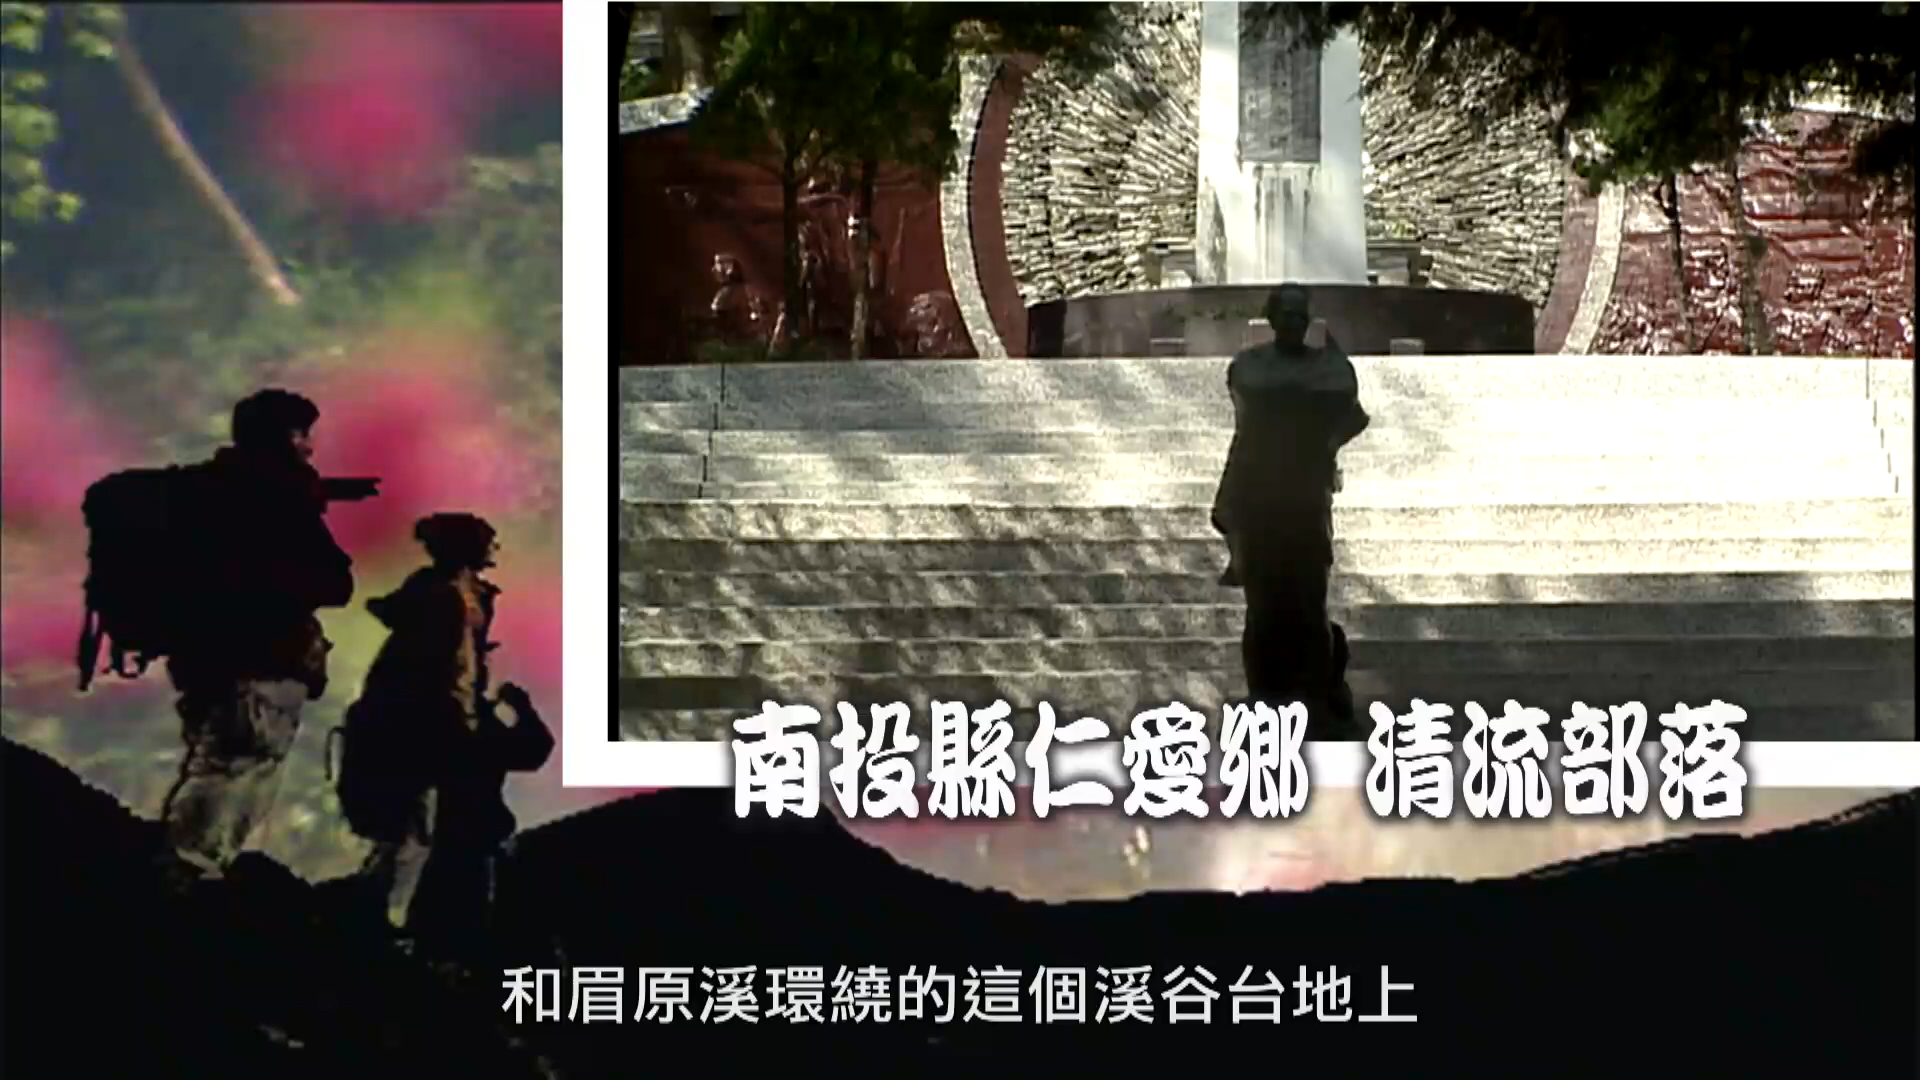 南投縣仁愛鄉 清流部落
和眉原溪環繞的這個溪谷台地上